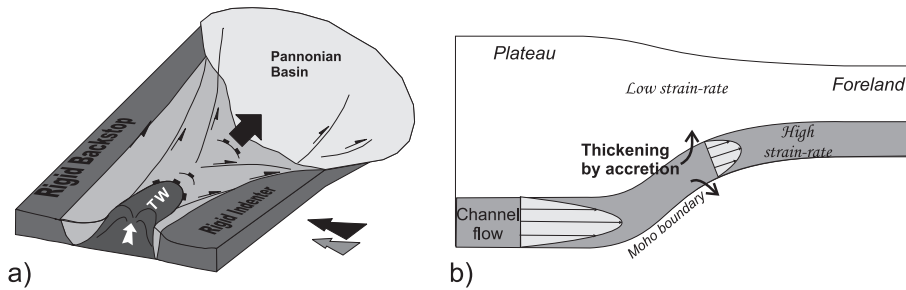 Pannonian
Basin
Rigid Backstop
TW
Rigid Indenter
a)
Plateau
Low strain-rate
Foreland
High
strain-rate
Thickening
by accretion
Channel
flow
Moho boundary
b)